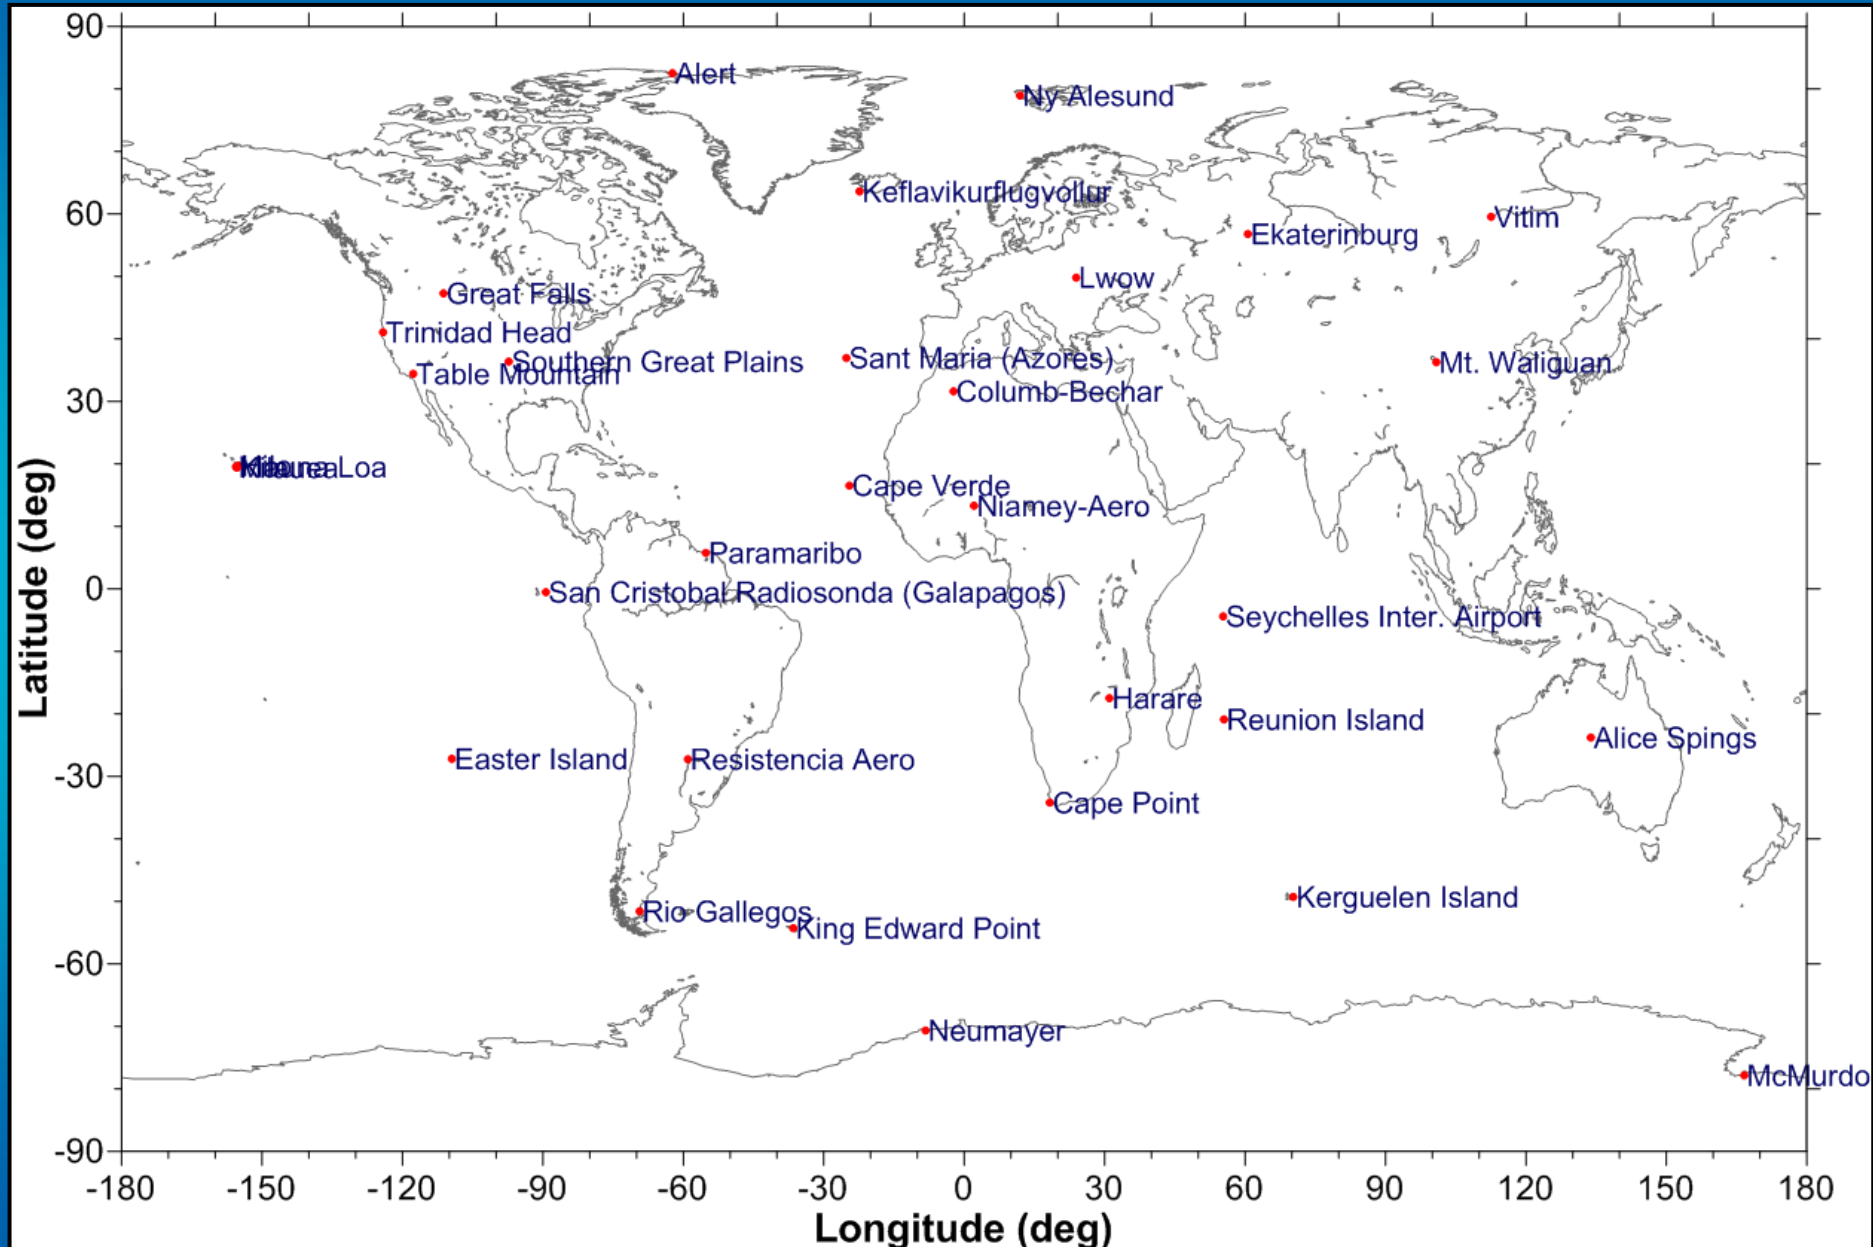 90
Alert
Ny-Alesund
60
Keflavikurflugvollur
Vitim
Ekaterinburg
Lwow
Great Falls
Trinidad Head
Sant Maria (Azores)
Southern Great Plains
Mt. Waliguan
Table Mountain
Columb-Bechar
30
Loa
Cape Verde
Niamey-Aero
Paramaribo
0
San Cristobal Radiosonda (Galapagos)
Seychelles Inter. Airport
Harare
Reunion Island
Alice Spings
Easter Island
Resistencia Aero
-30
Cape Point
Kerguelen Island
Rio Gallegos
King Edward Point
-60
Neumayer
McMurdo
-90
-180 -150 -120 -90 -60 -30 0 30 60 90 120 150 180
Latitude (deg)
Longitude (deg)